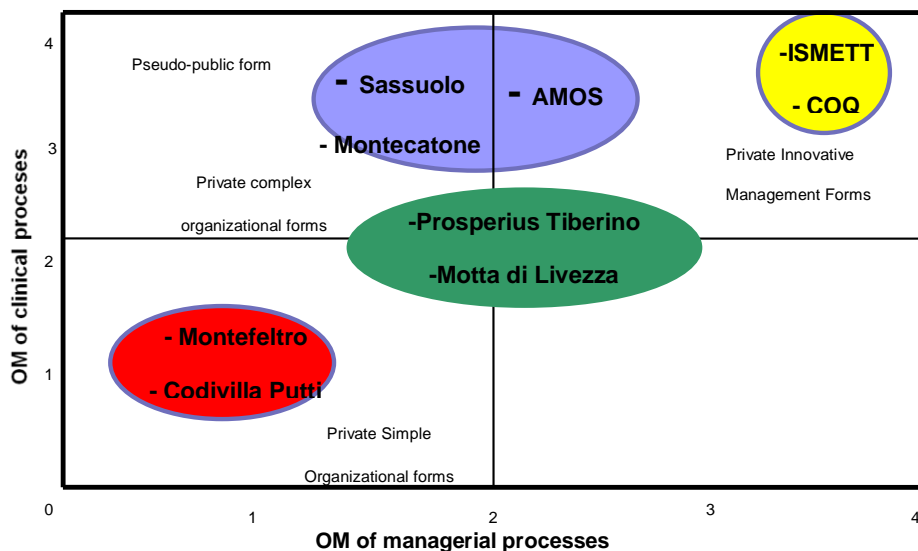 OM of clinical proceses
4
3
2
1
0
Pseudo-public form
- Sassuolo
- Montecatone
- AMOS
-ISMETT
- COQ
Private Innovative
Management Forms
Private complex
organizational forms
-Prosperius Tiberino
-Motta di Livezza
- Montefeltro
- Codivilla Putti
Private Simple
Organizational forms
1
2
3
4
OM of managerial processes